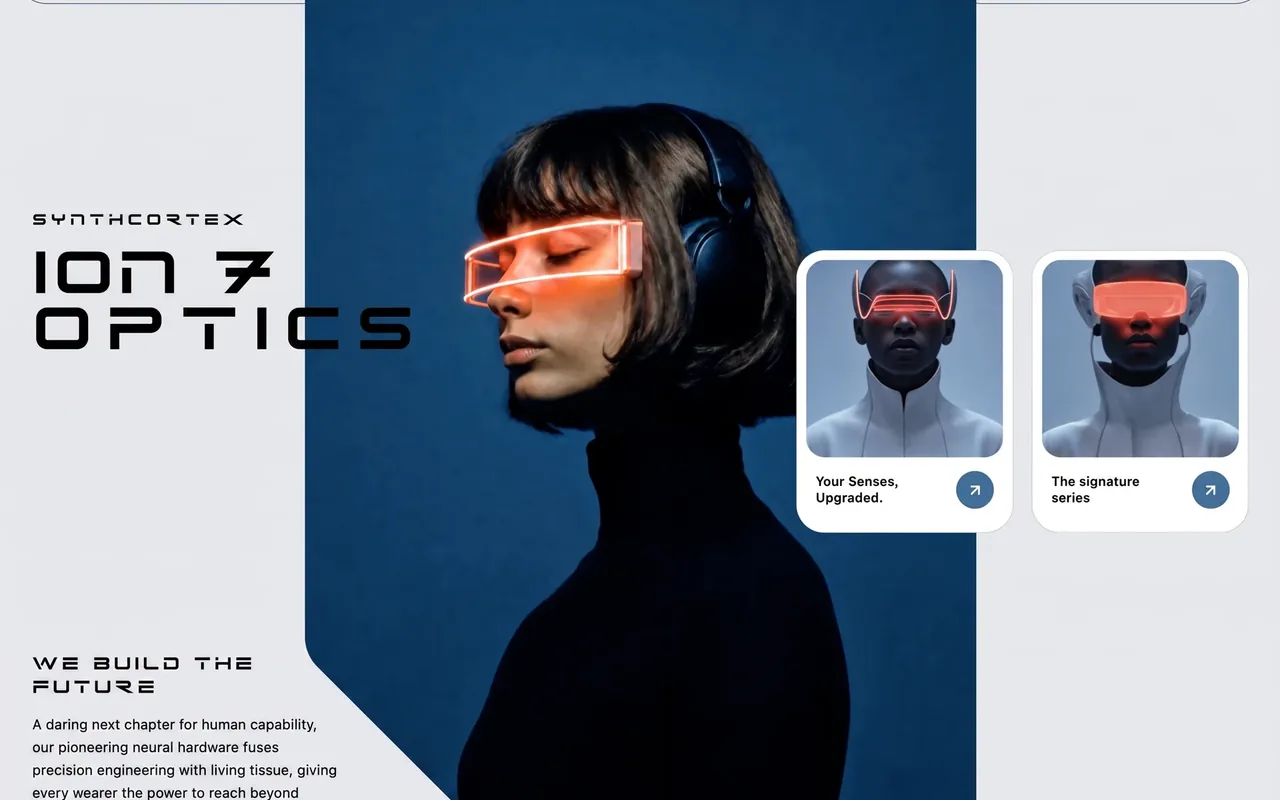 SYNTHCORTEX
ION 7
OPTICS
Your Senses,
Upgraded.
The signature
series
WE BUILD THE
FUTURE
A daring next chapter for human capability,
our pioneering neural hardware fuses
precision engineering with living tissue, giving
every wearer the power to reach beyond